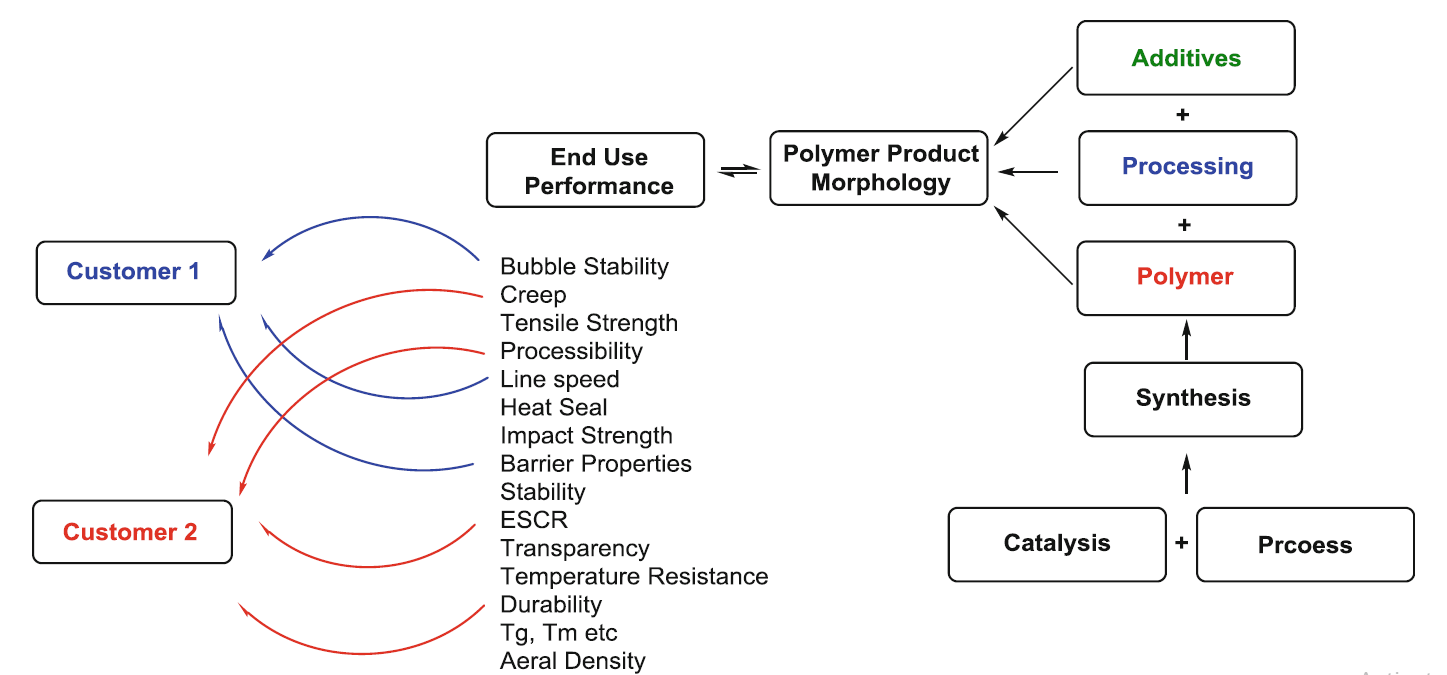 Additives
+
End Use
Performance
Polymer Product
Morphology
Processing
+
Customer 1
Polymer
Bubble Stability
Creep
Tensile Strength
Processibility
Line speed
Heat Seal
Impact Strength
Barrier Properties
Stability
ESCR
Transparency
Temperature Resistance
Durability
Tg, Tm etc
Aeral Density
Synthesis
Customer 2
Catalysis + Prcoess